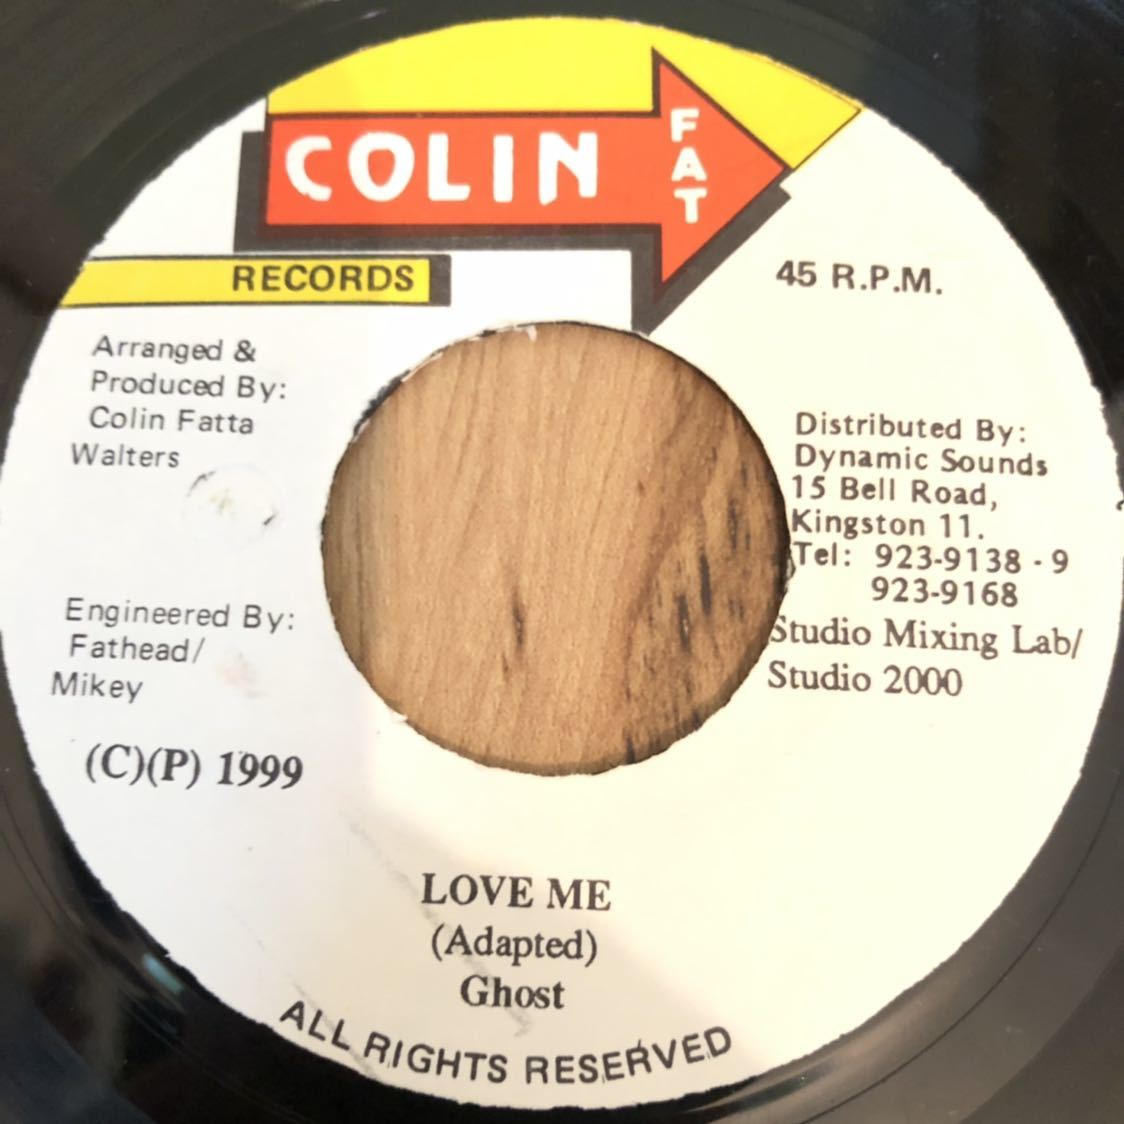 COLIN FAT
RECORDS
45 R.P.M.
Arranged &
Produced By:
Colin Fatta
Walters
Distributed By:
Dynamic Sounds
15 Bell Road,
Kingston 11.
Tel: 923-9138 - 9
923-9168
Studio Mixing Lab/
Studio 2000
Engineered By:
Fathead/
Mikey
(C)(P) 1999
LOVE ME
(Adapted)
Ghost
ALL RIGHTS RESERVED